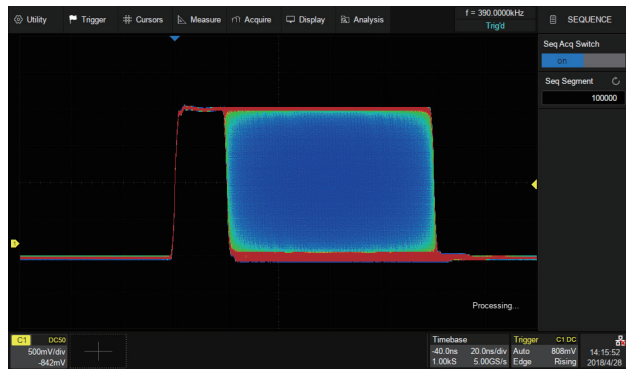 Utility Trigger Cursors Measure Acquire Display Analysis
f = 390.0000kHz
Trig'd
SEQUENCE
Seq Acq Switch
on
Seq Segment
100000
Processing...
C1 DC50
500mV/div
-842mV
Timebase
-40.0ns 20.0ns/div
1.00kS 5.00GS/s
Trigger C1 DC
Auto 808mV
Edge Rising
14:15:52
2018/4/28